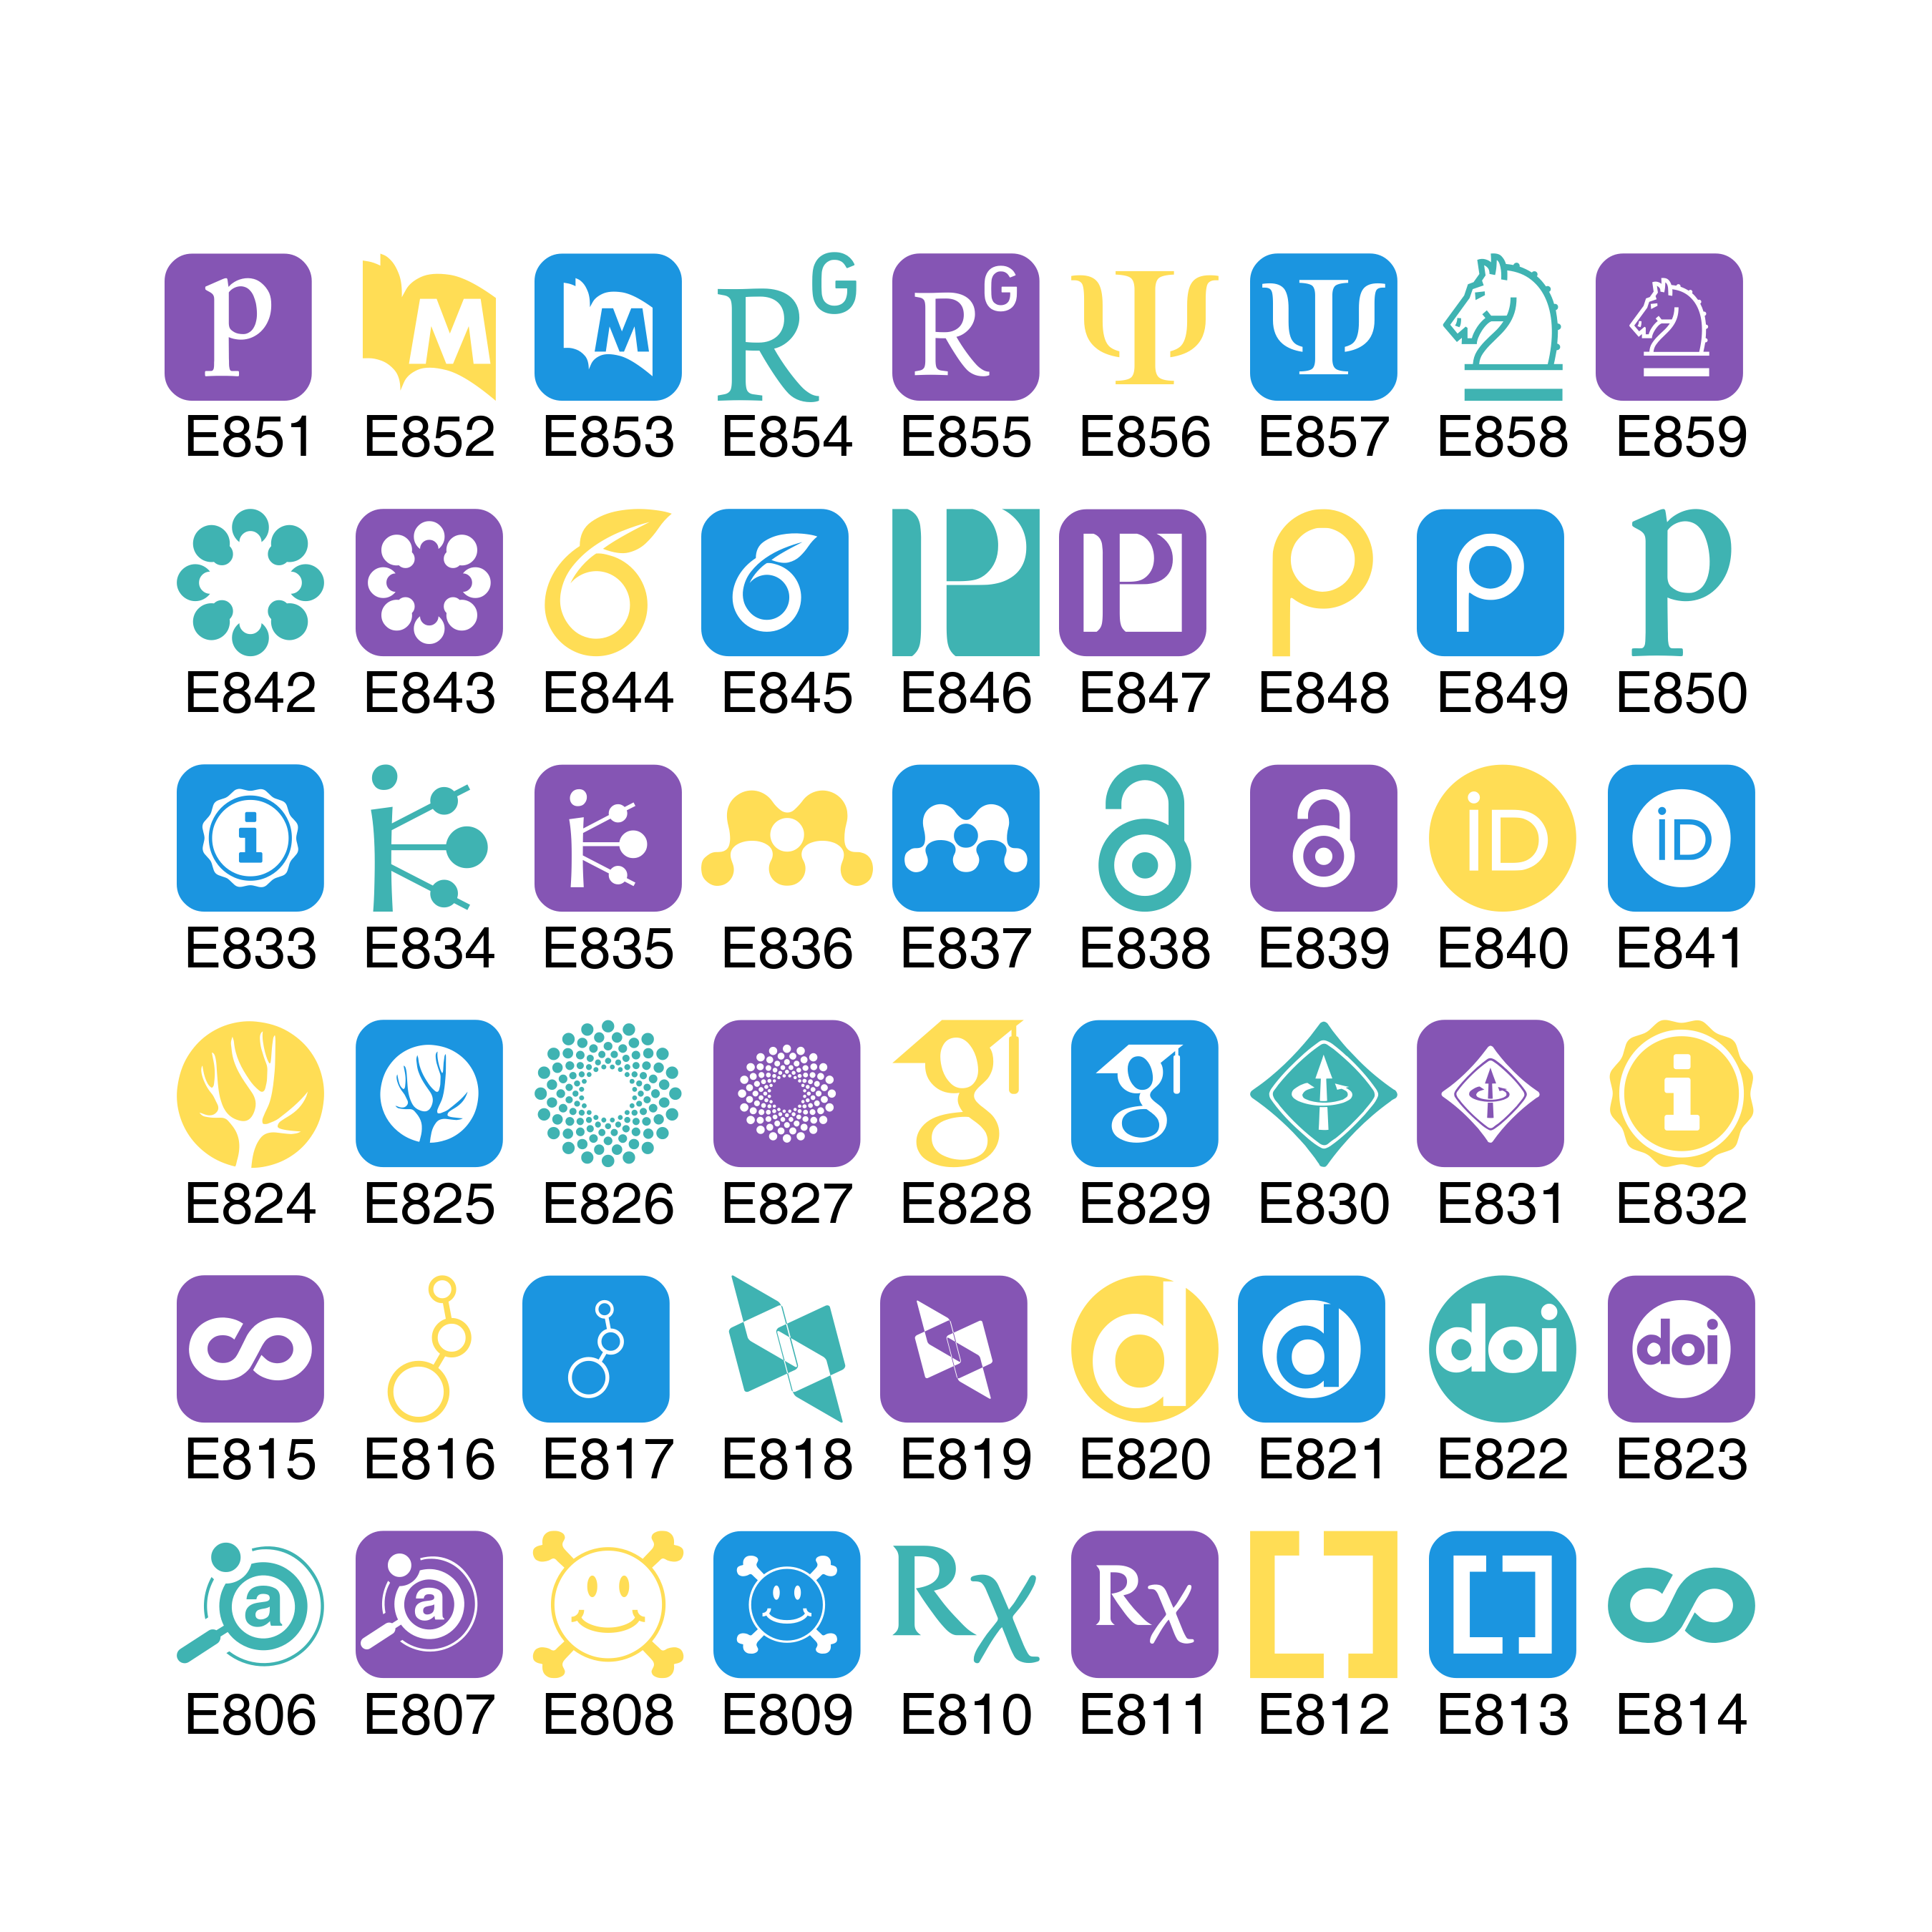 p M M R G R G Ψ Ψ
E851 E852 E853 E854 E855 E856 E857 E858 E859
P P P P p
E842 E843 E844 E845 E846 E847 E848 E849 E850
i iD iD
E833 E834 E835 E836 E837 E838 E839 E840 E841
g g i
E824 E825 E826 E827 E828 E829 E830 E831 E832
d d doi doi
E815 E816 E817 E818 E819 E820 E821 E822 E823
a a Rx Rx [] []
E806 E807 E808 E809 E810 E811 E812 E813 E814